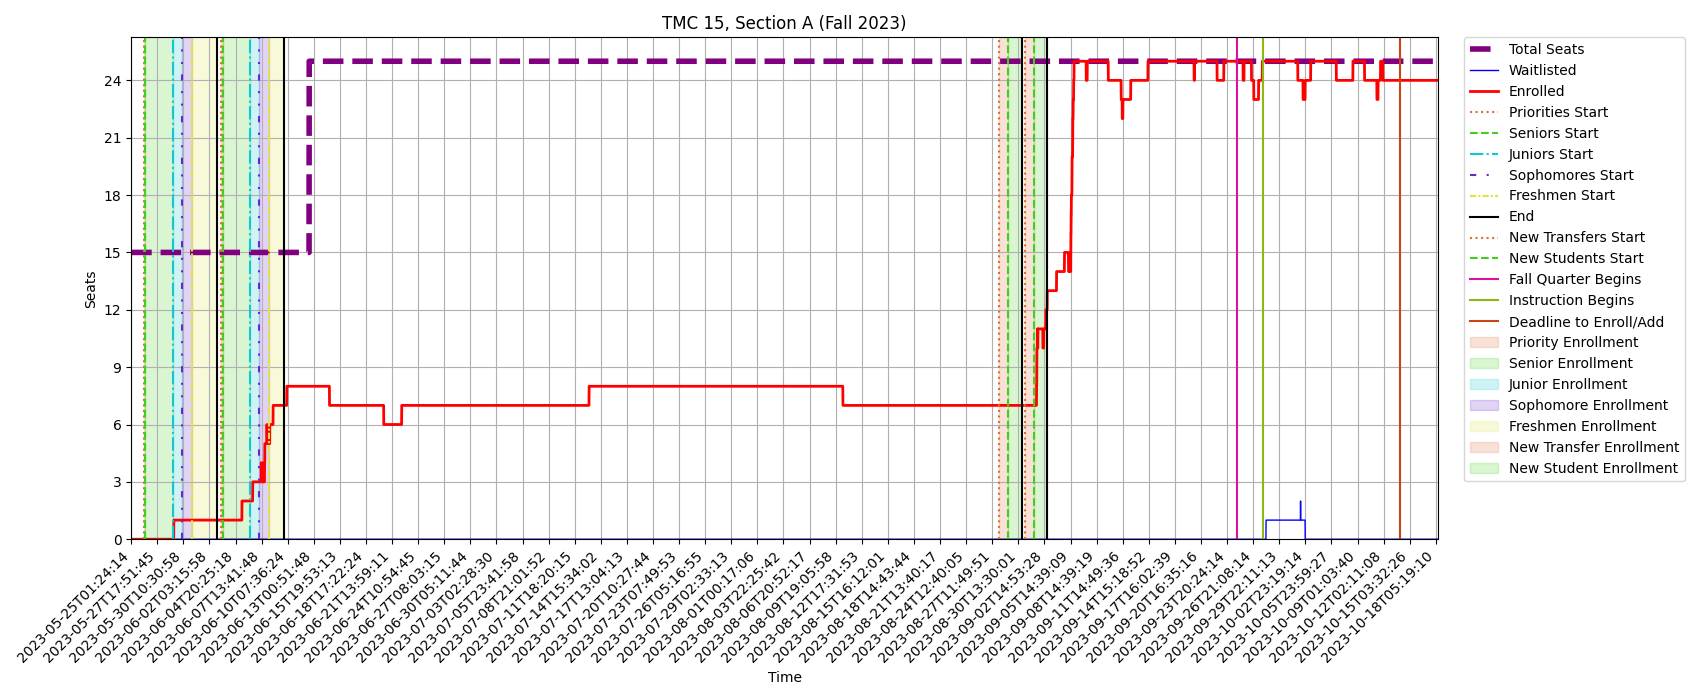 TMC 15, Section A (Fall 2023)
Seats
24
21
18
15
12
9
6
3
0
2023-05-25T01:24:14
2023-05-27T17:51:45
2023-05-30T10:30:58
2023-06-02T03:15:58
2023-06-04T20:25:18
2023-06-07T13:41:48
2023-06-10T07:36:24
2023-06-13T00:51:48
2023-06-15T19:53:13
2023-06-18T17:22:24
2023-06-21T13:59:11
2023-06-24T10:54:45
2023-06-27T08:03:15
2023-06-30T05:11:44
2023-07-03T02:28:30
2023-07-05T23:41:58
2023-07-08T21:01:52
2023-07-11T18:20:15
2023-07-14T15:34:02
2023-07-17T13:04:13
2023-07-20T10:27:44
2023-07-23T07:49:53
2023-07-26T05:16:55
2023-07-29T02:33:13
2023-08-01T00:17:06
2023-08-03T22:25:42
2023-08-06T20:52:17
2023-08-09T19:05:58
2023-08-12T17:31:53
2023-08-15T16:12:01
2023-08-18T14:43:44
2023-08-21T13:40:17
2023-08-24T12:40:05
2023-08-27T11:49:51
2023-08-30T13:30:01
2023-09-02T14:53:28
2023-09-05T14:39:09
2023-09-08T14:39:19
2023-09-11T14:49:36
2023-09-14T15:18:52
2023-09-17T16:02:39
2023-09-20T16:35:16
2023-09-23T20:24:14
2023-09-26T21:08:14
2023-09-29T22:11:13
2023-10-02T23:19:14
2023-10-05T23:59:27
2023-10-09T01:03:40
2023-10-12T02:11:08
2023-10-15T03:32:26
2023-10-18T05:19:10
Time
Total Seats
Waitlisted
Enrolled
Priorities Start
Seniors Start
Juniors Start
Sophomores Start
Freshmen Start
End
New Transfers Start
New Students Start
Fall Quarter Begins
Instruction Begins
Deadline to Enroll/Add
Priority Enrollment
Senior Enrollment
Junior Enrollment
Sophomore Enrollment
Freshmen Enrollment
New Transfer Enrollment
New Student Enrollment